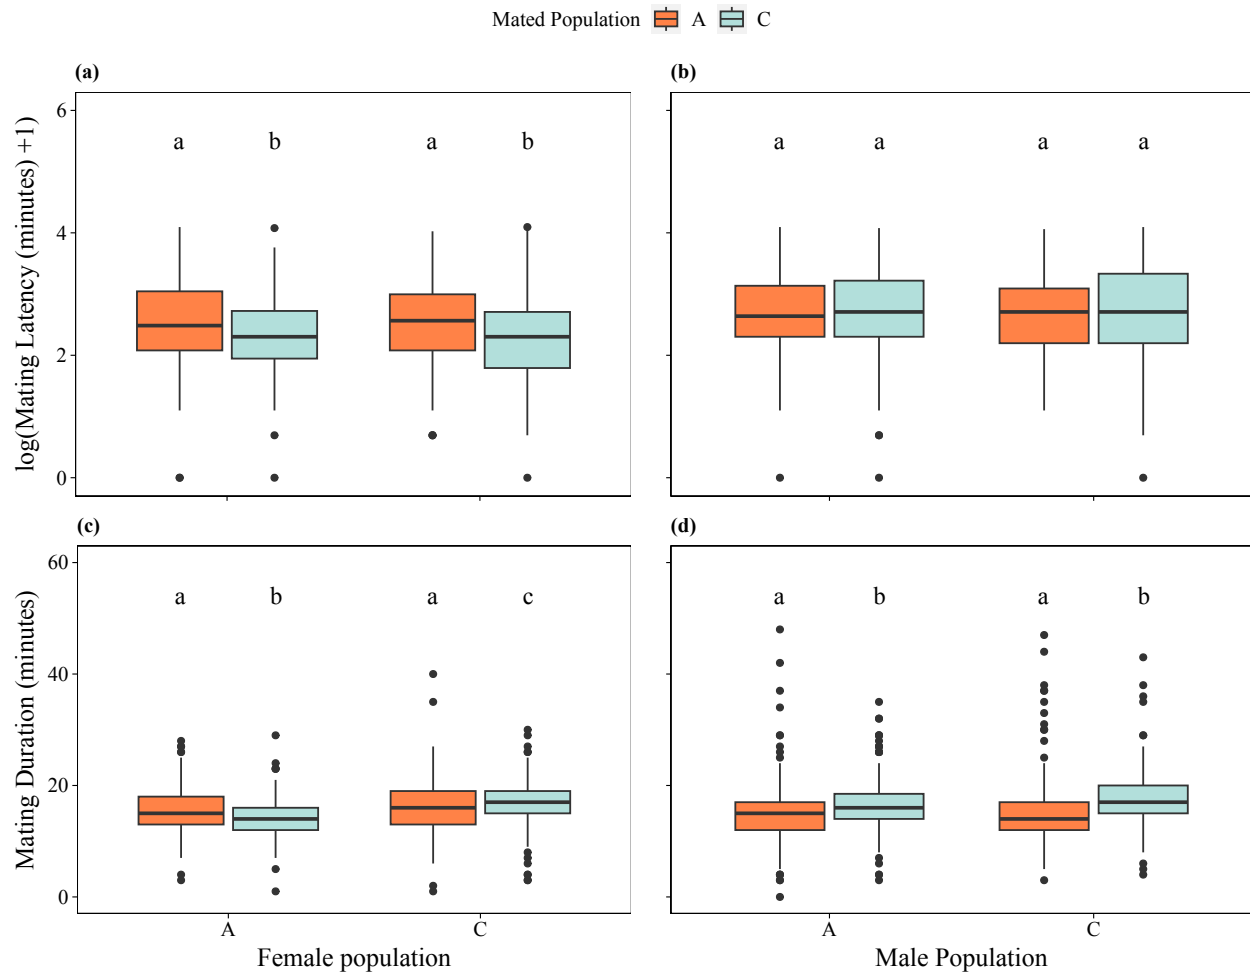 Mated Population A C
(a) (b)
log(Mating Latency (minutes) +1)
6
a b a b a a a a
4
2
0
(c) (d)
Mating Duration (minutes)
60
a b a c a b a b
40
20
0
A C A C
Female population Male Population